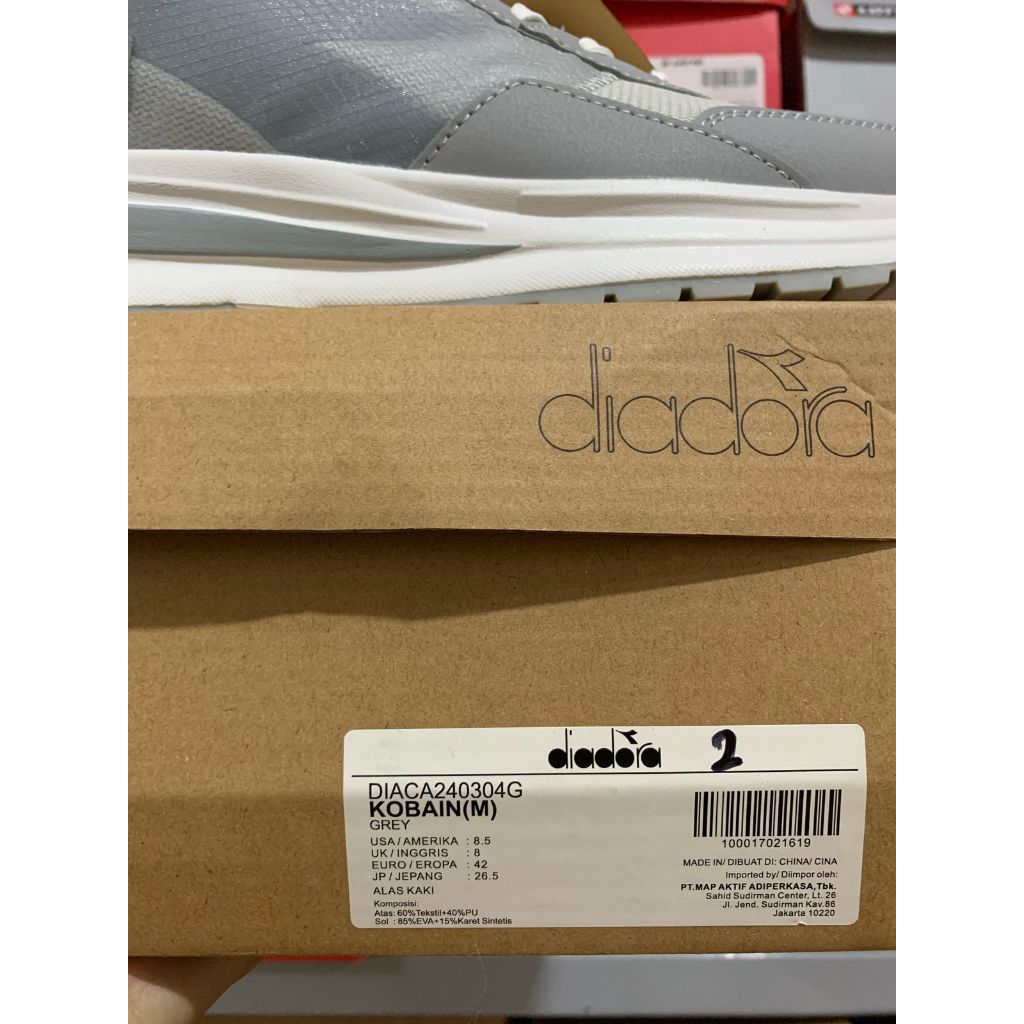 diadora
diadora 2
DIACA240304G
KOBAIN(M)
GREY
USA/AMERIKA : 8.5
UK/INGGRIS : 8
EURO/EROPA : 42
JP/JEPANG : 26.5
ALAS KAKI
Komposisi:
Atas: 60%Tekstil+40%PU
Sol : 85%EVA+15%Karet Sintetis
100017021619
MADE IN/ DIBUAT DI: CHINA/ CINA
Imported by/ Diimpor oleh:
PT.MAP AKTIF ADIPERKASA,Tbk.
Sahid Sudirman Center, Lt. 26
Jl. Jend. Sudirman Kav.86
Jakarta 10220